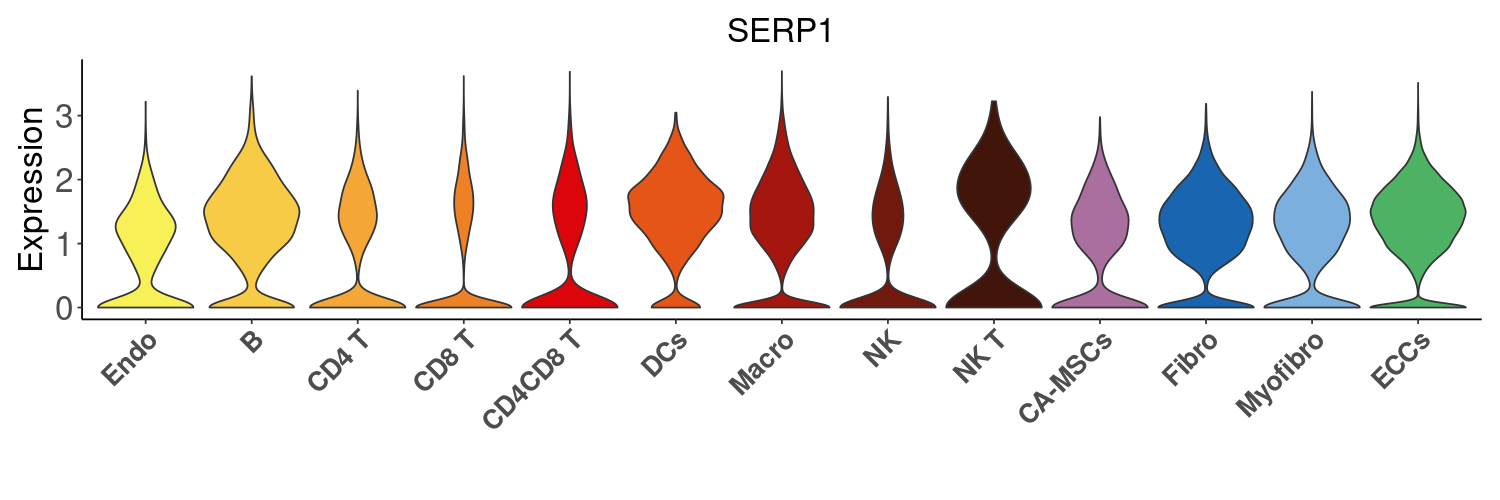 SERP1
Expression
3
2
1
0
Endo
B
CD4 T
CD8 T
CD4CD8 T
DCs
Macro
NK
NK T
CA-MSCs
Fibro
Myofibro
ECCs